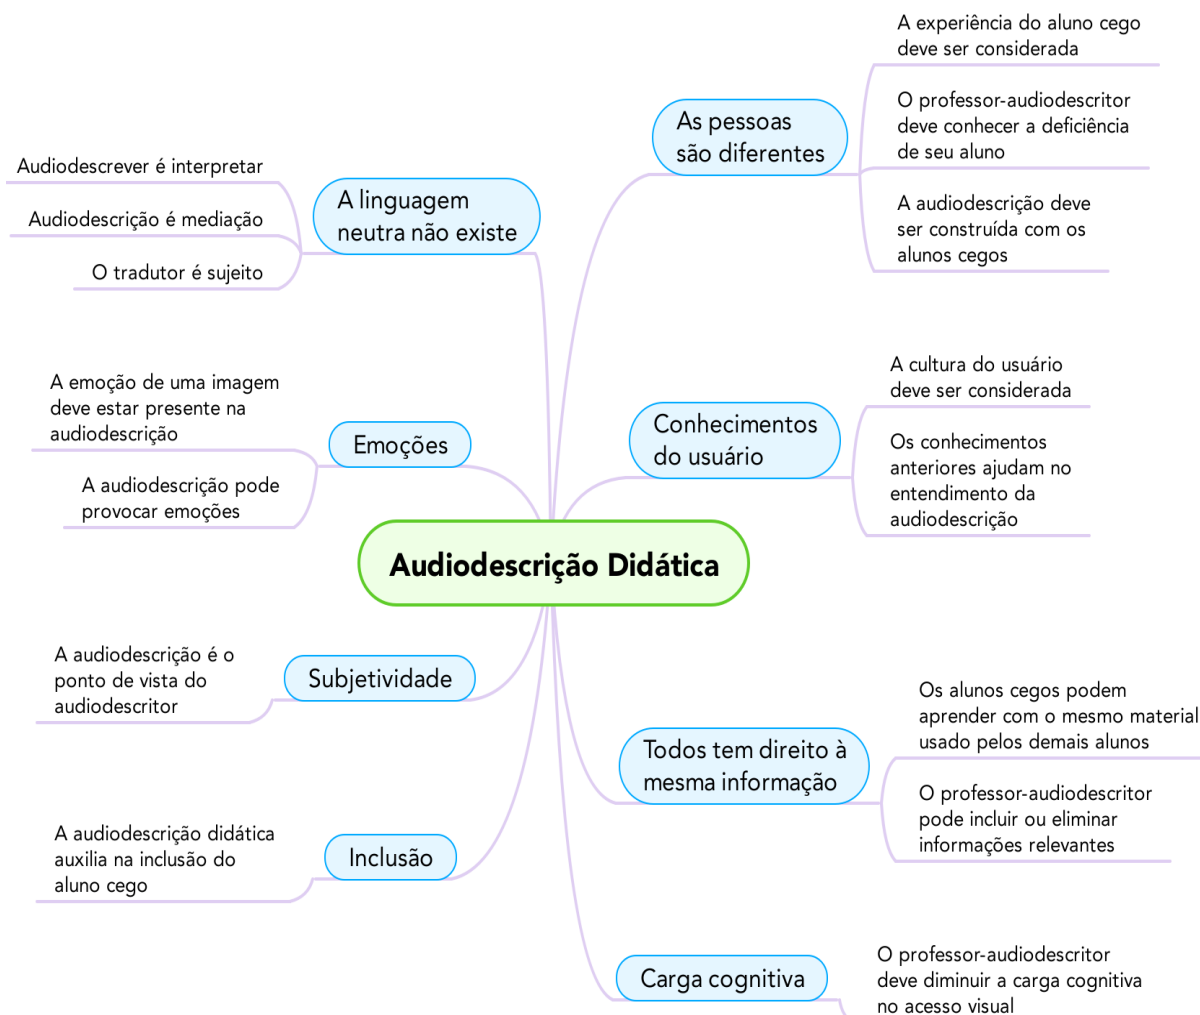 Audiodescrição Didática
As pessoas
são diferentes
A experiência do aluno cego
deve ser considerada
O professor-audiodescritor
deve conhecer a deficiência
de seu aluno
A audiodescrição deve
ser construída com os
alunos cegos
Conhecimentos
do usuário
A cultura do usuário
deve ser considerada
Os conhecimentos
anteriores ajudam no
entendimento da
audiodescrição
Todos tem direito à
mesma informação
Os alunos cegos podem
aprender com o mesmo material
usado pelos demais alunos
O professor-audiodescritor
pode incluir ou eliminar
informações relevantes
Carga cognitiva
O professor-audiodescritor
deve diminuir a carga cognitiva
no acesso visual
A linguagem
neutra não existe
Audiodescrever é interpretar
Audiodescrição é mediação
O tradutor é sujeito
Emoções
A emoção de uma imagem
deve estar presente na
audiodescrição
A audiodescrição pode
provocar emoções
Subjetividade
A audiodescrição é o
ponto de vista do
audiodescritor
Inclusão
A audiodescrição didática
auxilia na inclusão do
aluno cego